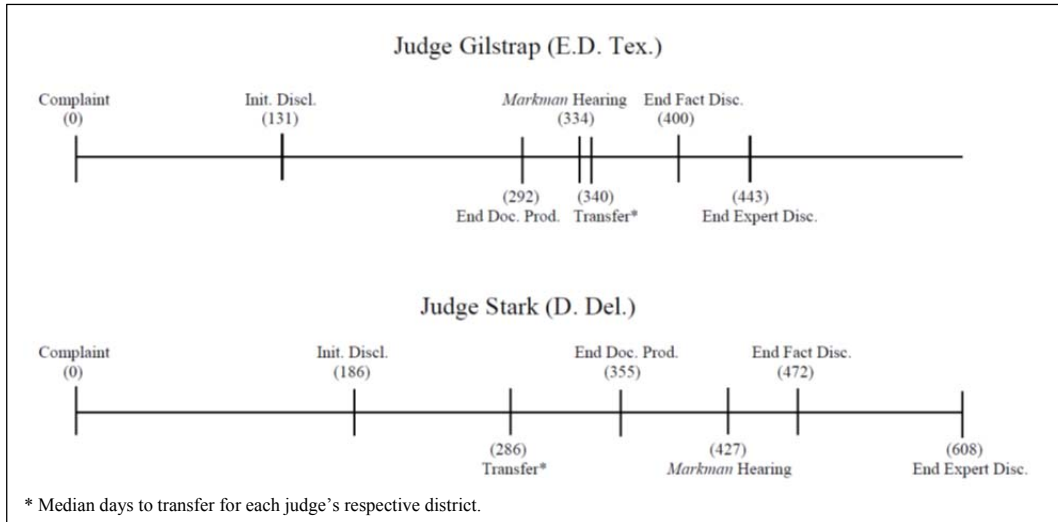 Judge Gilstrap (E.D. Tex.)
Complaint Init. Discl. Markman Hearing End Fact Disc.
(0) (131) (334) (400)
(292) (340) (443)
End Doc. Prod. Transfer* End Expert Disc.
Judge Stark (D. Del.)
Complaint Init. Discl. End Doc. Prod. End Fact Disc.
(0) (186) (355) (472)
(286) (427) (608)
Transfer* Markman Hearing End Expert Disc.
* Median days to transfer for each judge’s respective district.